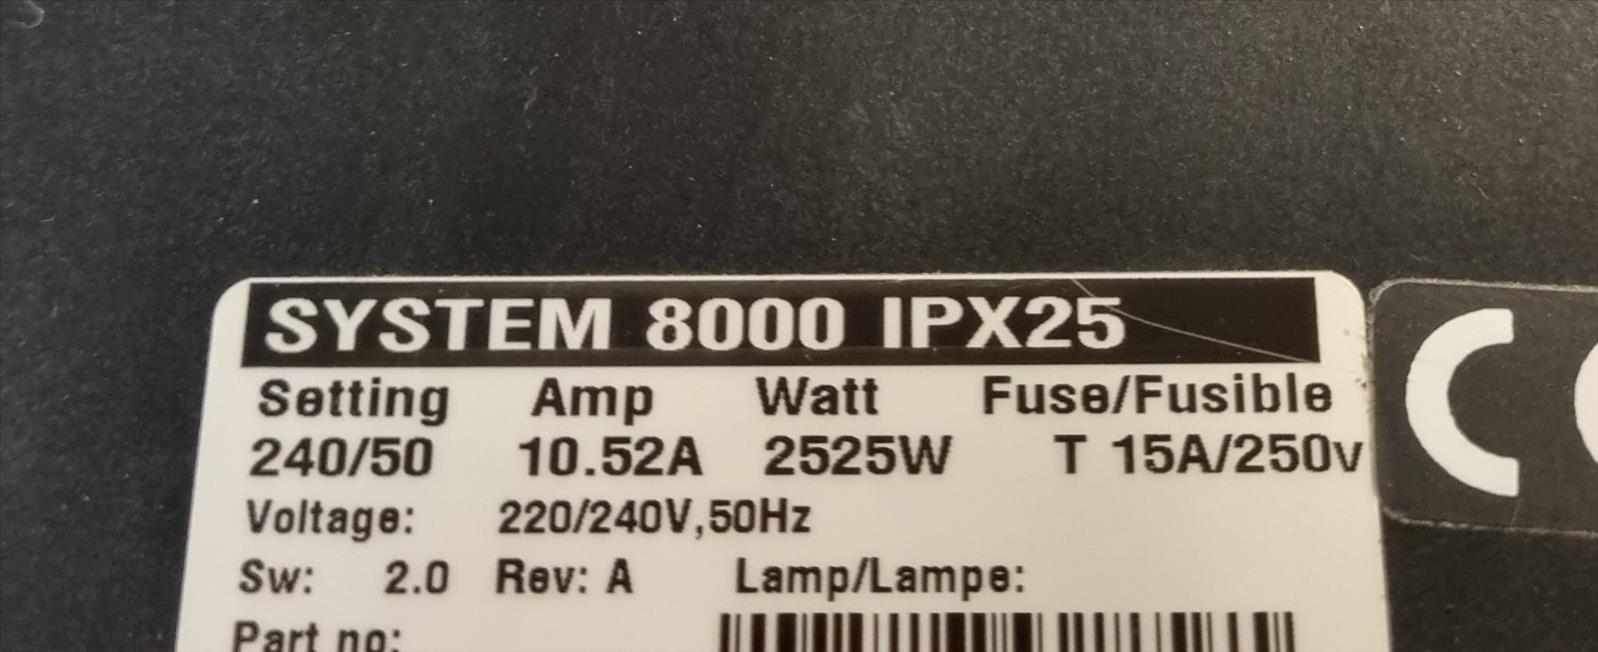 SYSTEM 8000 IPX25
Setting Amp Watt Fuse/Fusible
240/50 10.52A 2525W T 15A/250v
Voltage: 220/240V,50Hz
Sw: 2.0 Rev: A Lamp/Lampe:
Part no:
CE